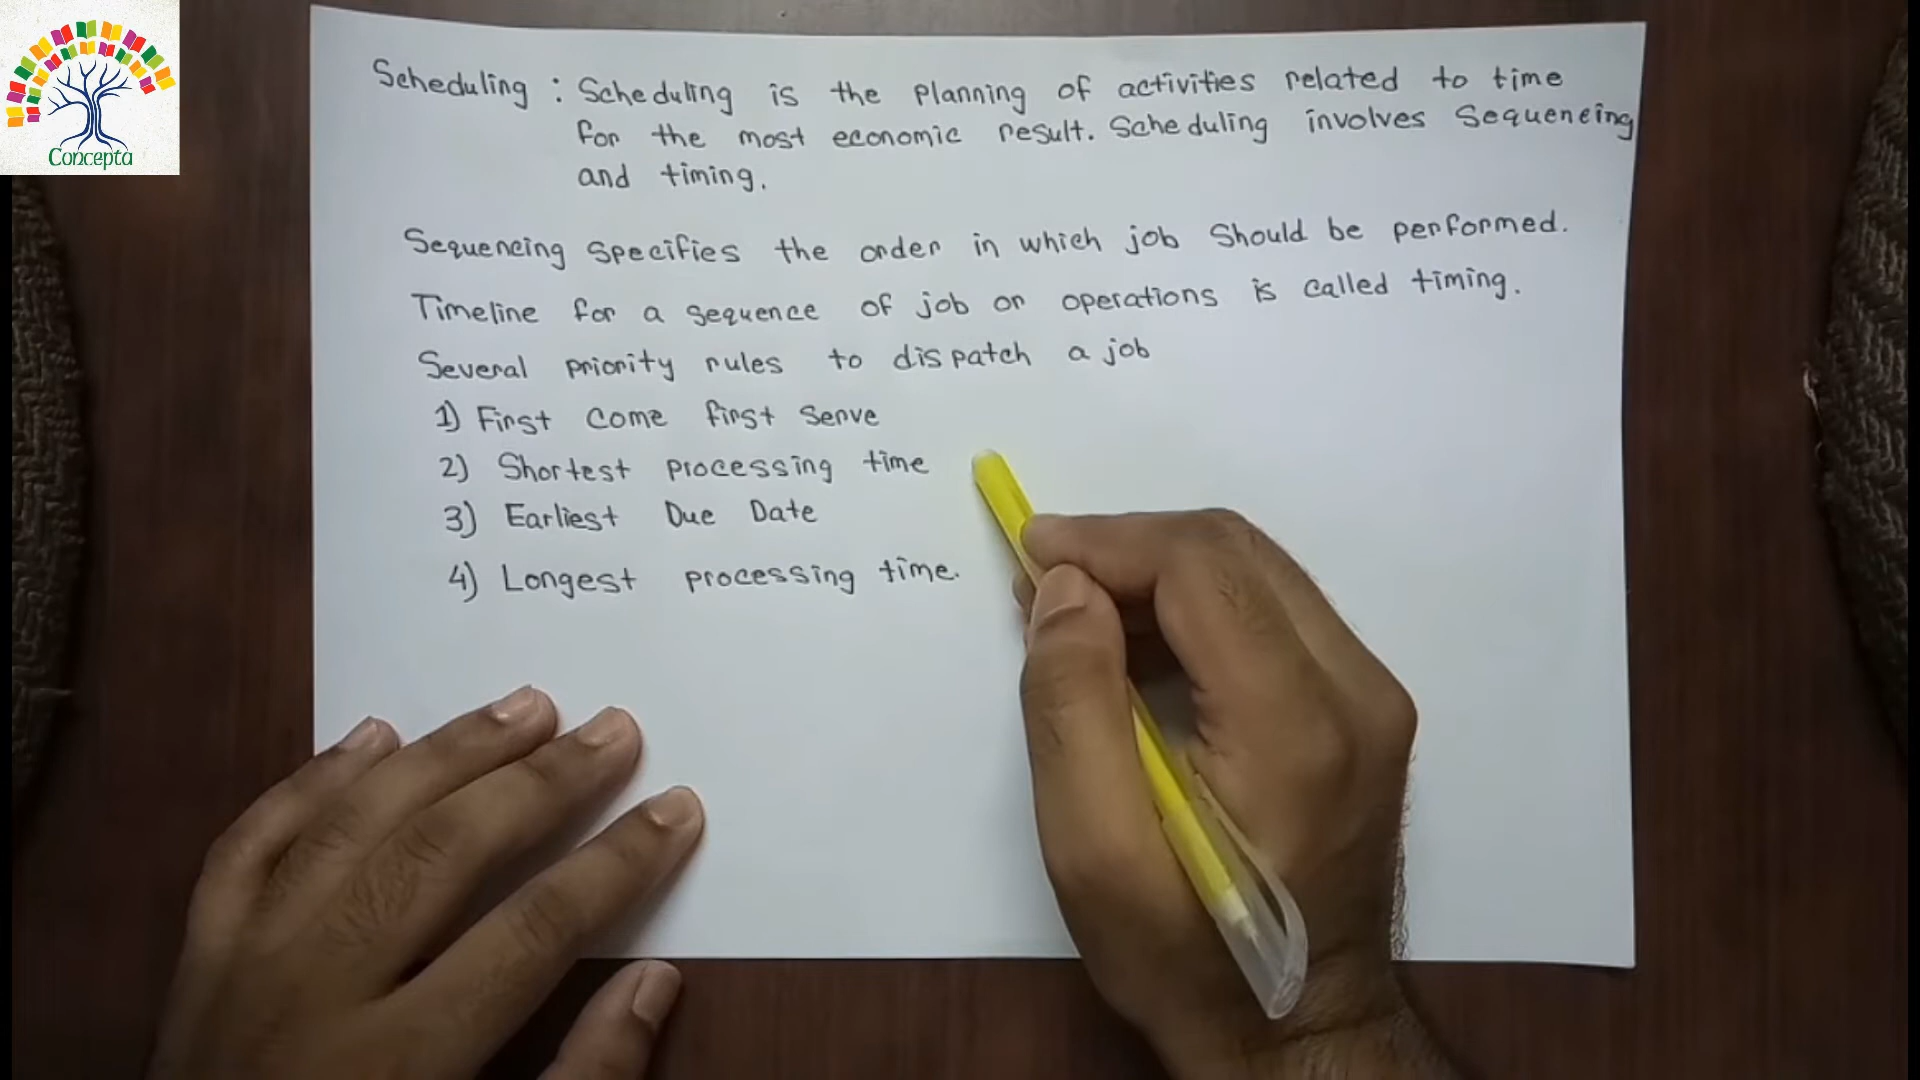 Concepta
Scheduling : Scheduling is the planning of activities related to time
for the most economic result. Scheduling involves Sequencing
and timing.
Sequencing specifies the order in which job should be performed.
Timeline for a sequence of job or operations is called timing.
Several priority rules to dispatch a job
1) First come first serve
2) Shortest processing time
3) Earliest Due Date
4) Longest processing time.